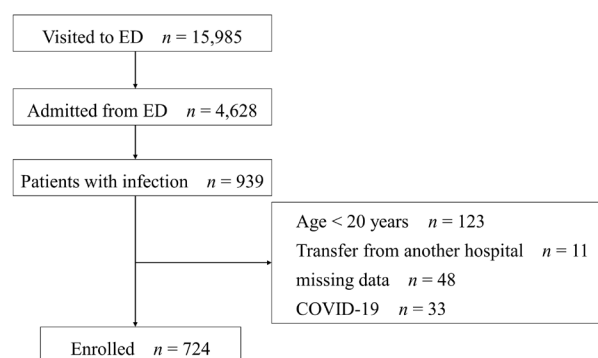 Visited to ED n = 15,985
Admitted from ED n = 4,628
Patients with infection n = 939
Age < 20 years n = 123
Transfer from another hospital n = 11
missing data n = 48
COVID-19 n = 33
Enrolled n = 724